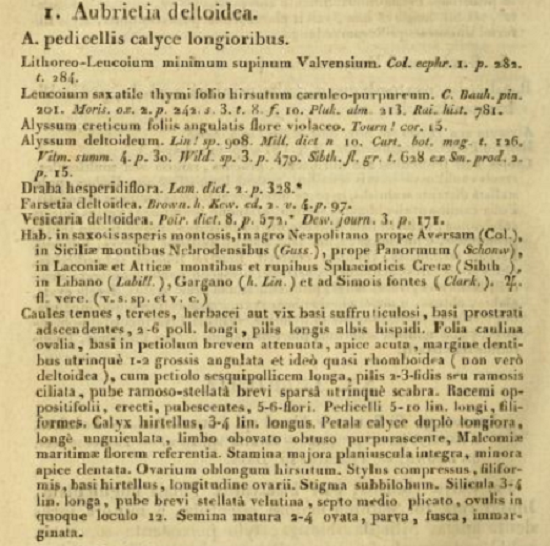 1. Aubrietia deltoidea.
A. pedicellis calyce longioribus.
Lithoreo-Leucoium minimum supinum Valvensium. Col. ecphr. 1. p. 282.
t. 284.
Leucoium saxatile thymi folio hirsutum cæruleo-purpureum. C. Bauh. pin.
201. Moris. ox. 2. p. 242. s. 3. t. 8. f. 10. Pluk. alm. 213. Rai. hist. 781.
Alyssum creticum foliis angulatis flore violaceo. Tourn! cor. 15.
Alyssum deltoideum. Lin! sp. 908. Mill. dict n. 10. Curt. bot. mag. t. 126.
Vitm. summ. 4. p. 30. Willd. sp. 3. p. 470. Sibth. fl. gr. t. 628 ex Sm. prod. 2.
p. 15.
Draba hesperidiflora. Lam. dict. 2. p. 328.*
Farsetia deltoidea. Brown. h. Kew. ed. 2. v. 4. p. 97.
Vesicaria deltoidea. Poir. dict. 8. p. 572.* Desv. journ. 3. p. 171.
Hab. in saxosis asperis montosis, in agro Neapolitano prope Aversam (Col.),
in Siciliæ montibus Nebrodensibus (Guss), prope Panormum (Schouw),
in Laconiæ et Atticæ montibus et rupibus Sphacioticis Cretæ (Sibth.),
in Libano (Labill.), Gargano (h. Lin.) et ad Simois fontes (Clark.). ♃.
fl. vere. (v. s. sp. et v. c.)
Caules tenues, teretes, herbacei aut vix basi suffruticulosi, basi prostrati
adscendentes, 2-6 poll. longi, pilis longis albis hispidi. Folia caulina
ovalia, basi in petiolum brevem attenuata, apice acuta, margine denti-
bus utrinquè 1-2 grossis angulata et ideò quasi rhomboidea (non verò
deltoidea), cum petiolo sesquipollicem longa, pilis 2-3-fidis seu ramosis
ciliata, pube ramoso-stellatâ brevi sparsâ utrinquè scabra. Racemi op-
positifolii, erecti, pubescentes, 5-6-flori. Pedicelli 5-10 lin. longi, fili-
formes. Calyx hirtellus, 3-4 lin. longus. Petala calyce duplò longiora,
longè unguiculata, limbo obovato obtuso purpurascente, Malcomiæ
maritimæ florem referentia. Stamina majora planiuscula integra, minora
apice dentata. Ovarium oblongum hirsutum. Stylus compressus, filifor-
mis, basi hirtellus, longitudine ovarii. Stigma subbilobum. Silicula 3-4
lin. longa, pube brevi stellatâ velutina, septo medio plicato, ovulis in
quoque loculo 12. Semina matura 2-4 ovata, parva, fusca, immar-
ginata.